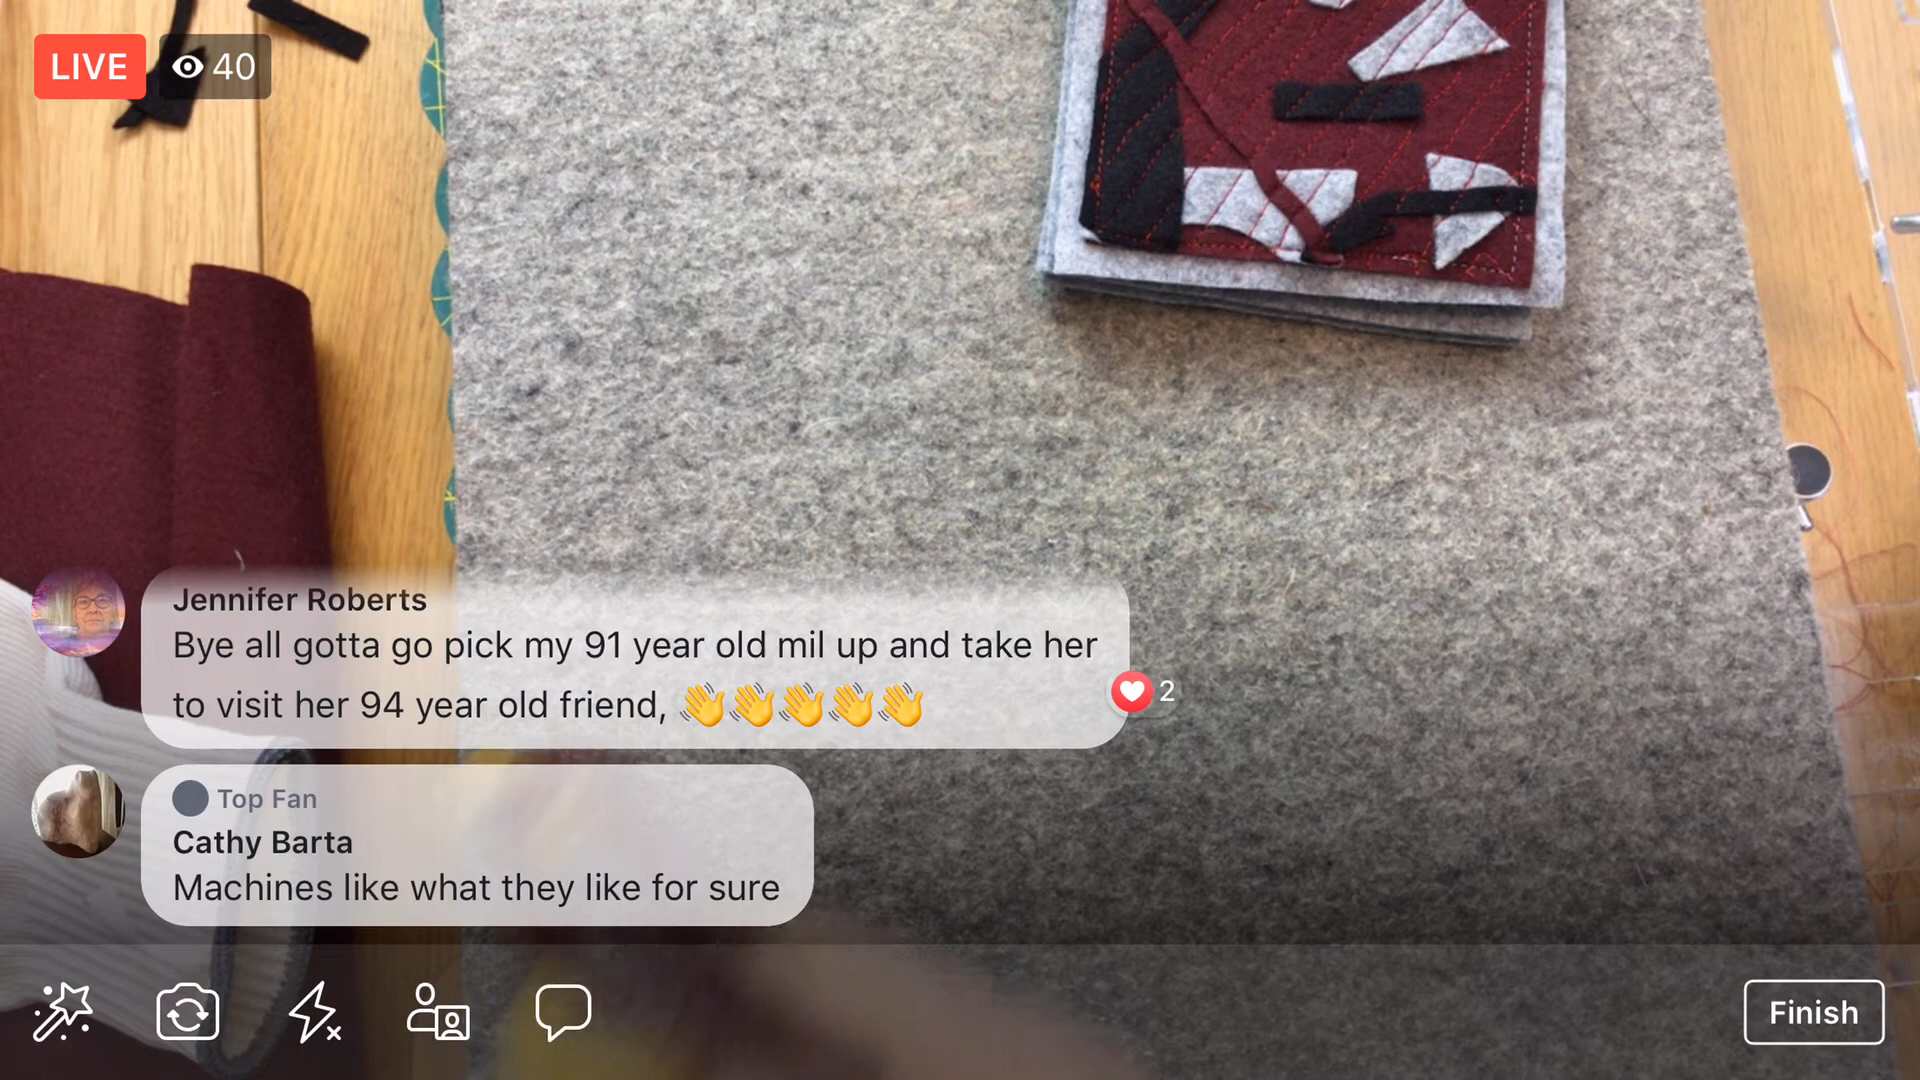 LIVE 40
Jennifer Roberts
Bye all gotta go pick my 91 year old mil up and take her
to visit her 94 year old friend, 👋👋👋👋👋
2
Top Fan
Cathy Barta
Machines like what they like for sure
Finish